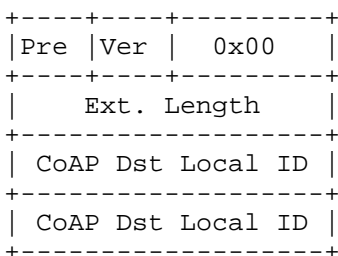 +----+----+---------+
|Pre |Ver |  0x00   |
+----+----+---------+
|    Ext. Length    |
+-------------------+
| CoAP Dst Local ID |
+-------------------+
| CoAP Dst Local ID |
+-------------------+